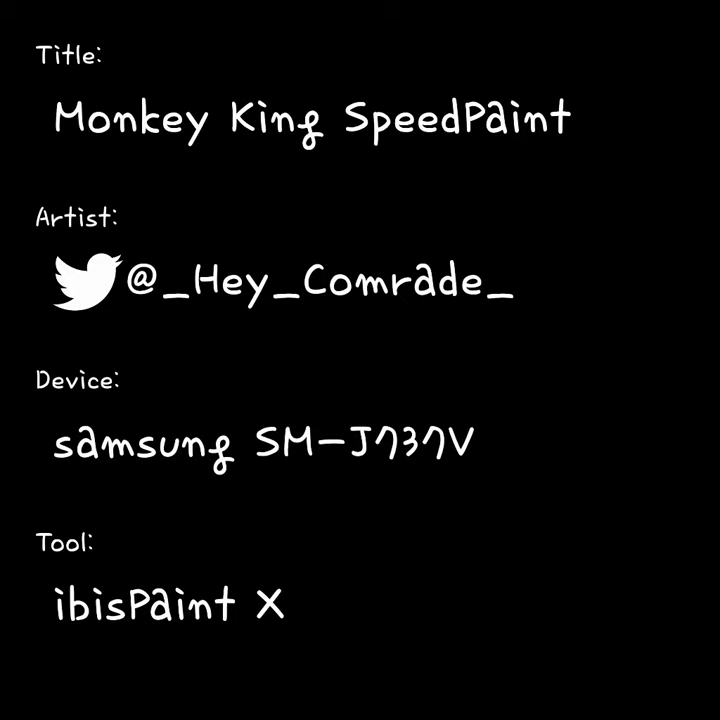 Title:
Monkey King SpeedPaint
Artist:
@_Hey_Comrade_
Device:
samsung SM-J737V
Tool:
ibisPaint X